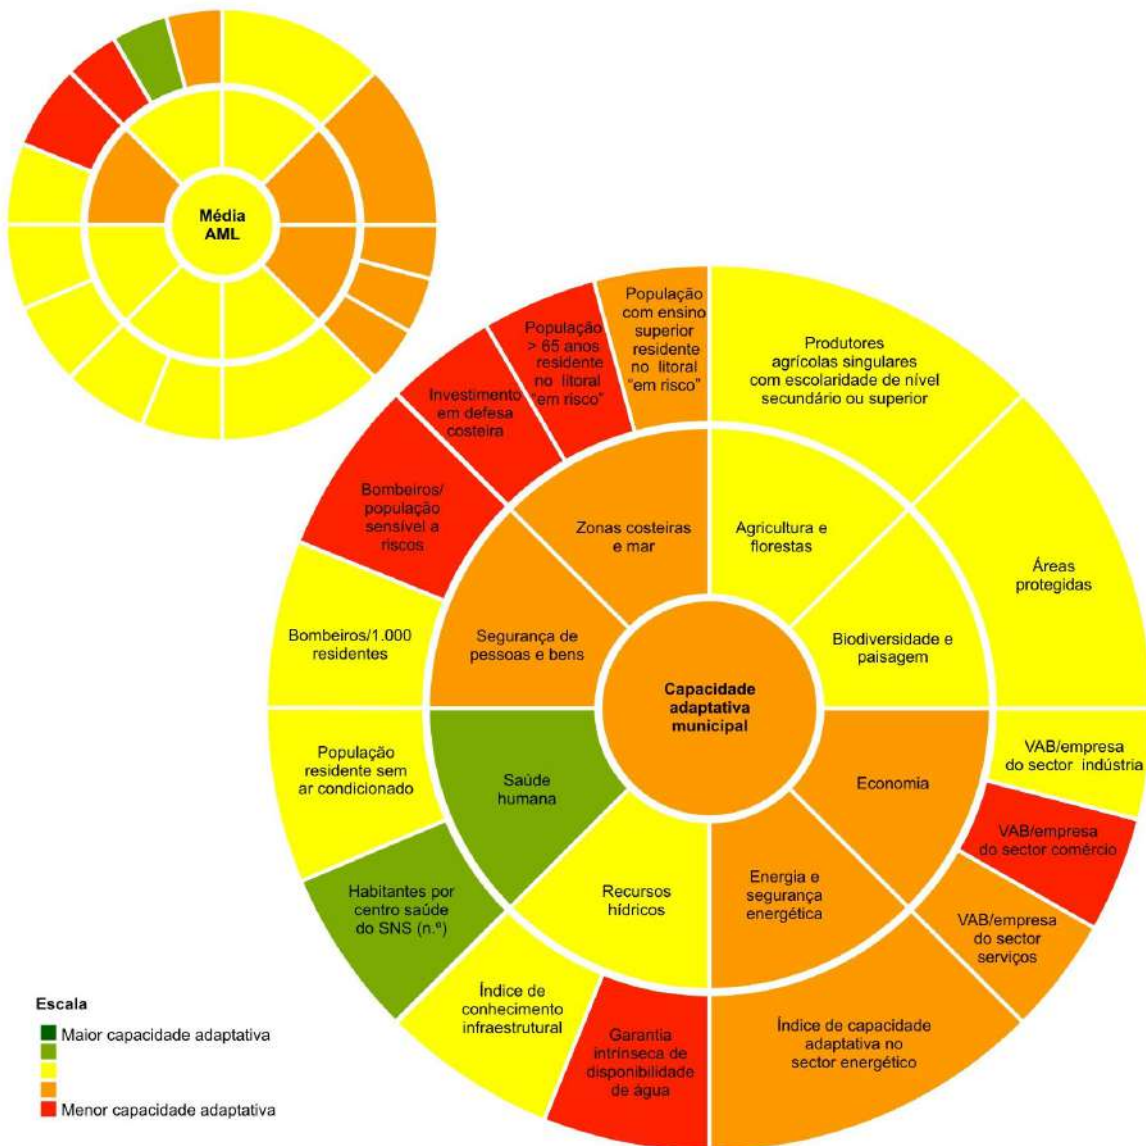 Média
AML
População
com ensino
superior
residente
no litoral
"em risco"
População
> 65 anos
residente
no litoral
"em risco"
Investimento
em defesa
costeira
Bombeiros/
população
sensível a
riscos
Bombeiros/1.000
residentes
População
residente sem
ar condicionado
Habitantes por
centro saúde
do SNS (n.º)
Índice de
conhecimento
infraestrutural
Garantia
intrínseca de
disponibilidade
de água
Índice de capacidade
adaptativa no
sector energético
VAB/empresa
do sector
serviços
VAB/empresa
do sector comércio
VAB/empresa
do sector indústria
Áreas
protegidas
Produtores
agrícolas singulares
com escolaridade de nível
secundário ou superior
Zonas costeiras
e mar
Agricultura e
florestas
Biodiversidade e
paisagem
Economia
Energia e
segurança
energética
Recursos
hídricos
Saúde
humana
Segurança de
pessoas e bens
Capacidade
adaptativa
municipal
Escala
Maior capacidade adaptativa
Menor capacidade adaptativa